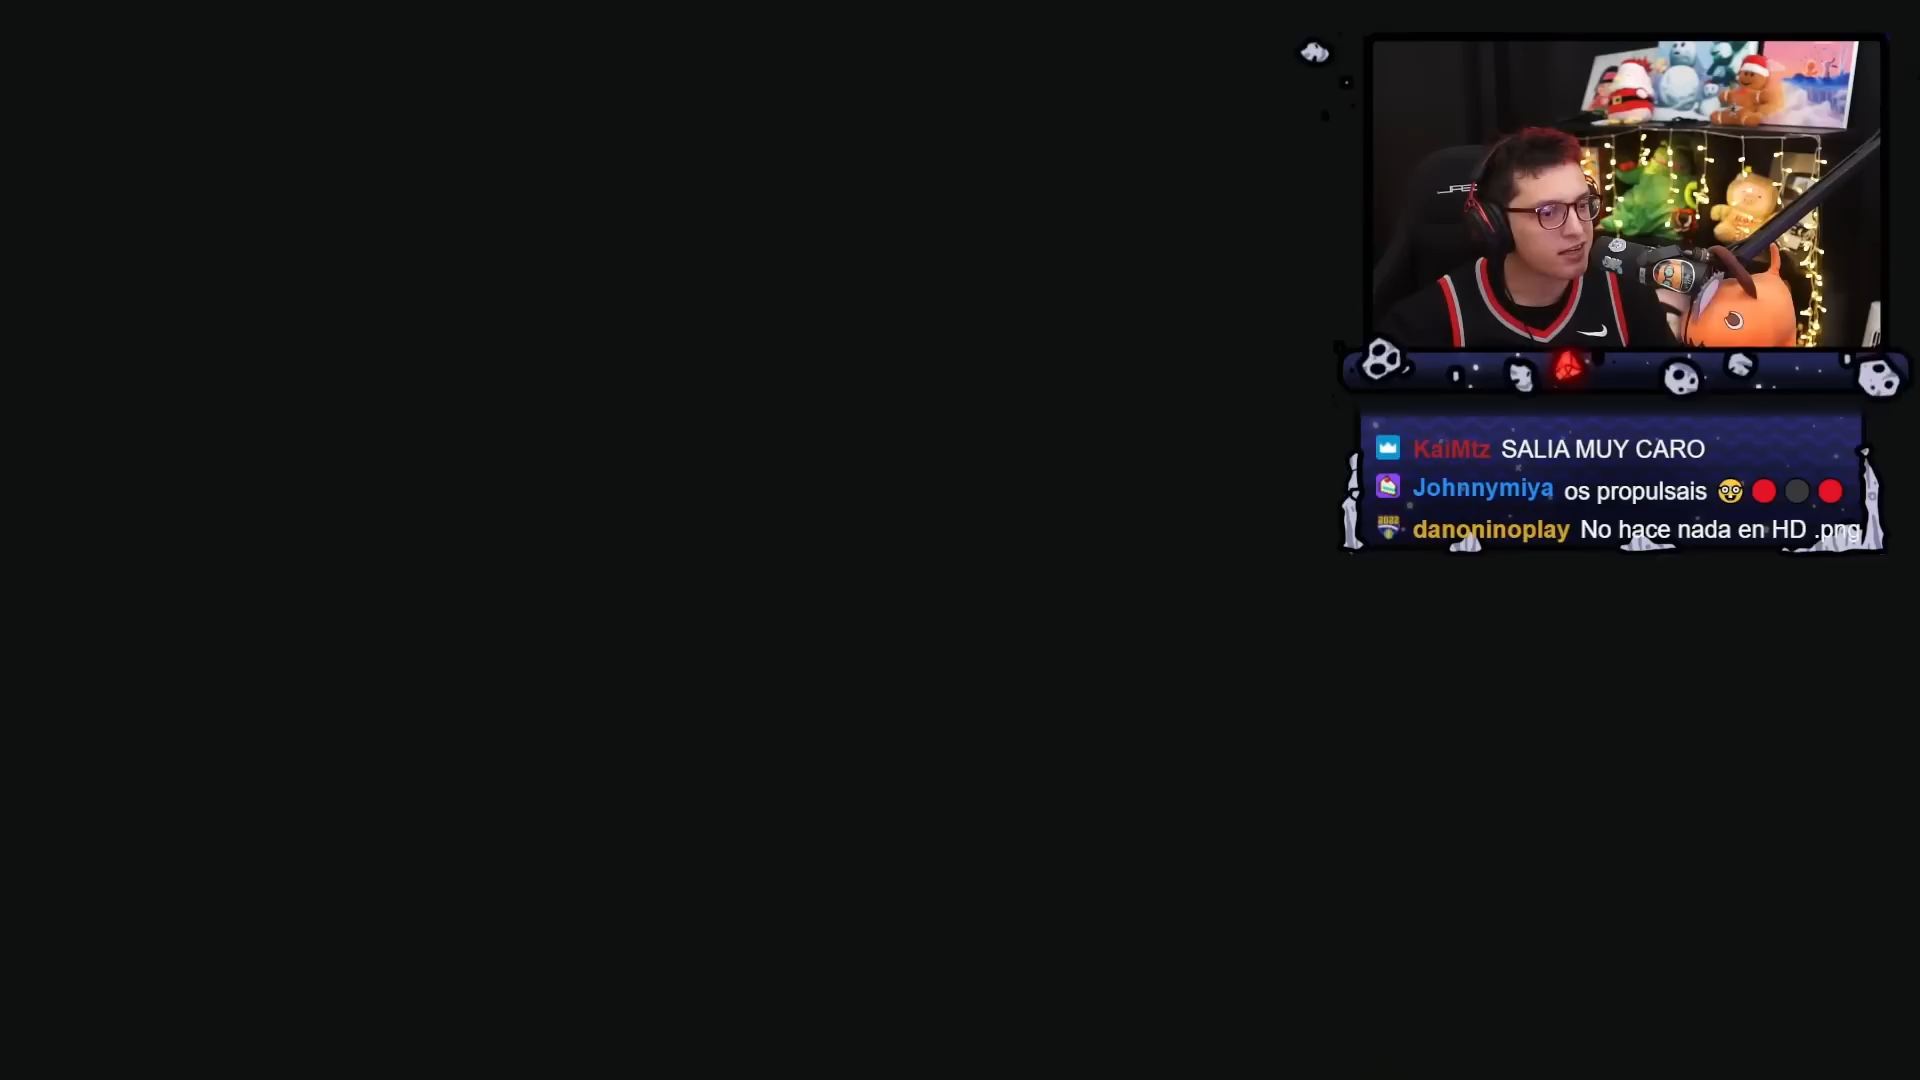 KaiMtz SALIA MUY CARO
Johnnymiya os propulsais
danoninoplay No hace nada en HD .png